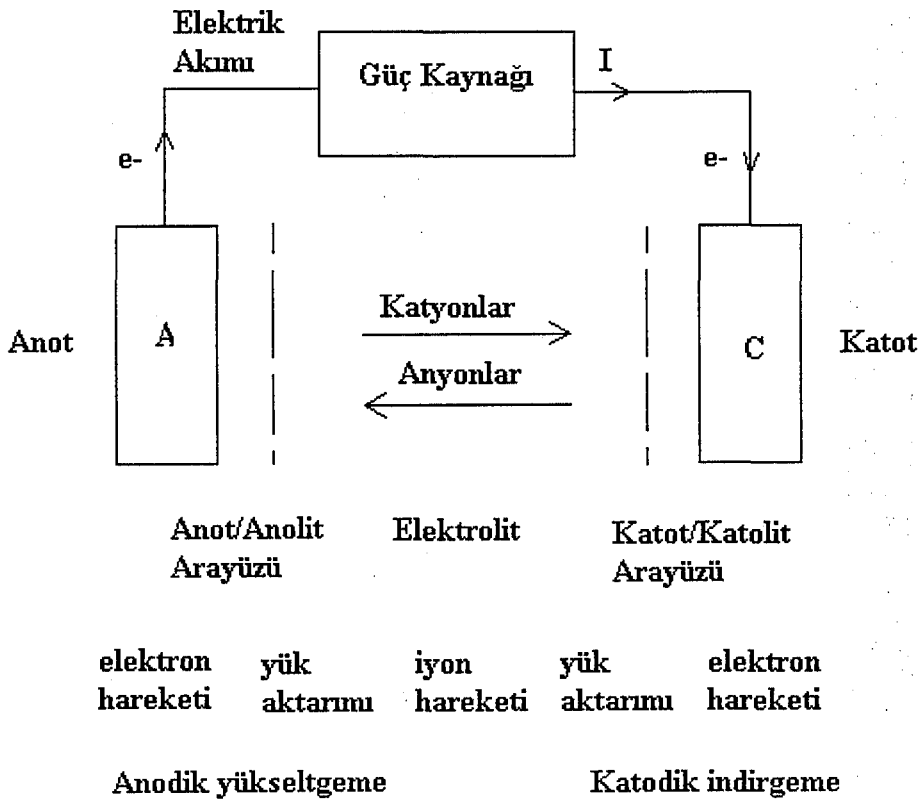 Elektrik
Akımı
Güç Kaynağı
I
e-
e-
Anot
A
Katyonlar
Anyonlar
C
Katot
Anot/Anolit
Arayüzü
Elektrolit
Katot/Katolit
Arayüzü
elektron
hareketi
yük
aktarımı
iyon
hareketi
yük
aktarımı
elektron
hareketi
Anodik yükseltgeme
Katodik indirgeme